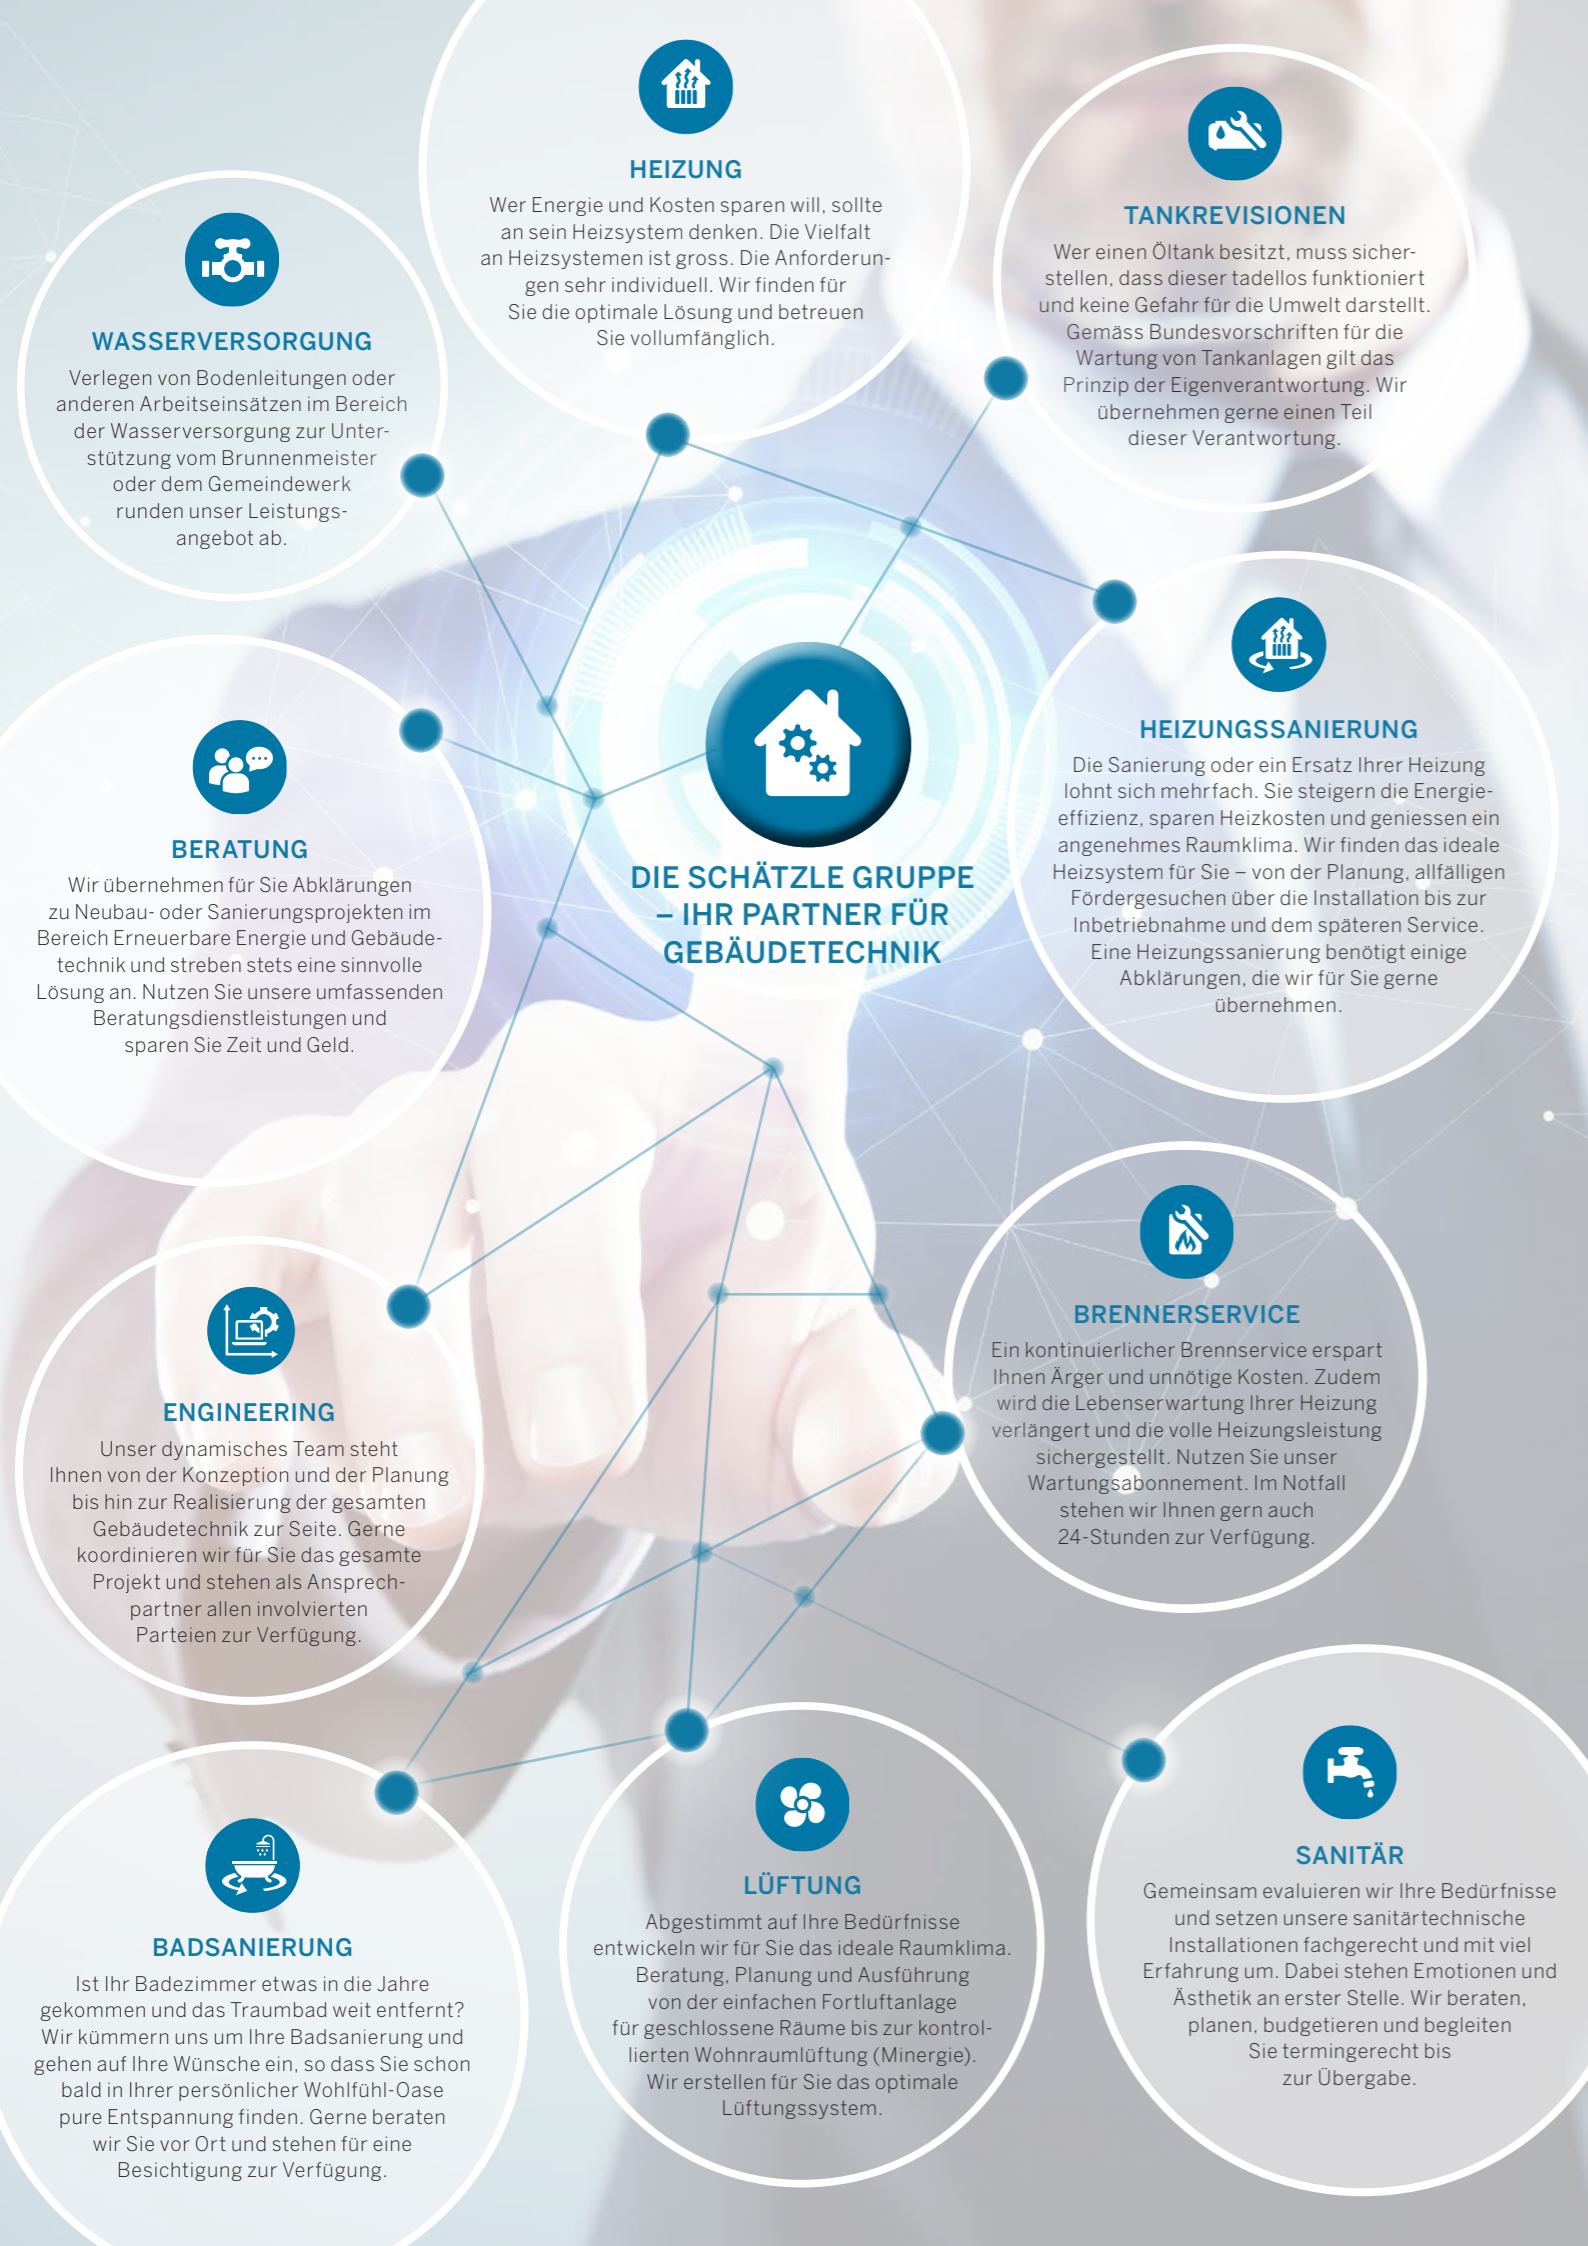 HEIZUNG
Wer Energie und Kosten sparen will, sollte
an sein Heizsystem denken. Die Vielfalt
an Heizsystemen ist gross. Die Anforderun-
gen sehr individuell. Wir finden für
Sie die optimale Lösung und betreuen
Sie vollumfänglich.
TANKREVISIONEN
Wer einen Öltank besitzt, muss sicher-
stellen, dass dieser tadellos funktioniert
und keine Gefahr für die Umwelt darstellt.
Gemäss Bundesvorschriften für die
Wartung von Tankanlagen gilt das
Prinzip der Eigenverantwortung. Wir
übernehmen gerne einen Teil
dieser Verantwortung.
WASSERVERSORGUNG
Verlegen von Bodenleitungen oder
anderen Arbeitseinsätzen im Bereich
der Wasserversorgung zur Unter-
stützung vom Brunnenmeister
oder dem Gemeindewerk
runden unser Leistungs-
angebot ab.
HEIZUNGSSANIERUNG
Die Sanierung oder ein Ersatz Ihrer Heizung
lohnt sich mehrfach. Sie steigern die Energie-
effizienz, sparen Heizkosten und geniessen ein
angenehmes Raumklima. Wir finden das ideale
Heizsystem für Sie – von der Planung, allfälligen
Fördergesuchen über die Installation bis zur
Inbetriebnahme und dem späteren Service.
Eine Heizungssanierung benötigt einige
Abklärungen, die wir für Sie gerne
übernehmen.
BERATUNG
Wir übernehmen für Sie Abklärungen
zu Neubau- oder Sanierungsprojekten im
Bereich Erneuerbare Energie und Gebäude-
technik und streben stets eine sinnvolle
Lösung an. Nutzen Sie unsere umfassenden
Beratungsdienstleistungen und
sparen Sie Zeit und Geld.
DIE SCHÄTZLE GRUPPE
– IHR PARTNER FÜR
GEBÄUDETECHNIK
BRENNERSERVICE
Ein kontinuierlicher Brennservice erspart
Ihnen Ärger und unnötige Kosten. Zudem
wird die Lebenserwartung Ihrer Heizung
verlängert und die volle Heizungsleistung
sichergestellt. Nutzen Sie unser
Wartungsabonnement. Im Notfall
stehen wir Ihnen gern auch
24-Stunden zur Verfügung.
ENGINEERING
Unser dynamisches Team steht
Ihnen von der Konzeption und der Planung
bis hin zur Realisierung der gesamten
Gebäudetechnik zur Seite. Gerne
koordinieren wir für Sie das gesamte
Projekt und stehen als Ansprech-
partner allen involvierten
Parteien zur Verfügung.
SANITÄR
Gemeinsam evaluieren wir Ihre Bedürfnisse
und setzen unsere sanitärtechnische
Installationen fachgerecht und mit viel
Erfahrung um. Dabei stehen Emotionen und
Ästhetik an erster Stelle. Wir beraten,
planen, budgetieren und begleiten
Sie termingerecht bis
zur Übergabe.
LÜFTUNG
Abgestimmt auf Ihre Bedürfnisse
entwickeln wir für Sie das ideale Raumklima.
Beratung, Planung und Ausführung
von der einfachen Fortluftanlage
für geschlossene Räume bis zur kontrol-
lierten Wohnraumlüftung (Minergie).
Wir erstellen für Sie das optimale
Lüftungssystem.
BADSANIERUNG
Ist Ihr Badezimmer etwas in die Jahre
gekommen und das Traumbad weit entfernt?
Wir kümmern uns um Ihre Badsanierung und
gehen auf Ihre Wünsche ein, so dass Sie schon
bald in Ihrer persönlicher Wohlfühl-Oase
pure Entspannung finden. Gerne beraten
wir Sie vor Ort und stehen für eine
Besichtigung zur Verfügung.